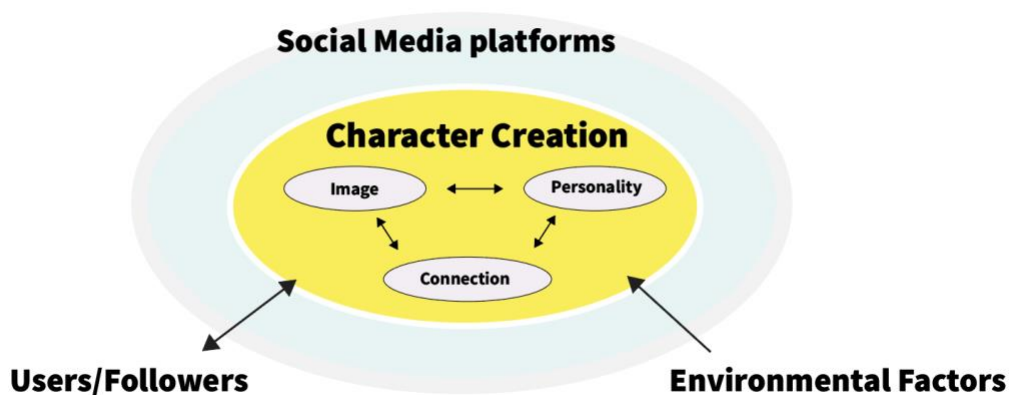 Social Media platforms
Character Creation
Image
Personality
Connection
Users/Followers
Environmental Factors